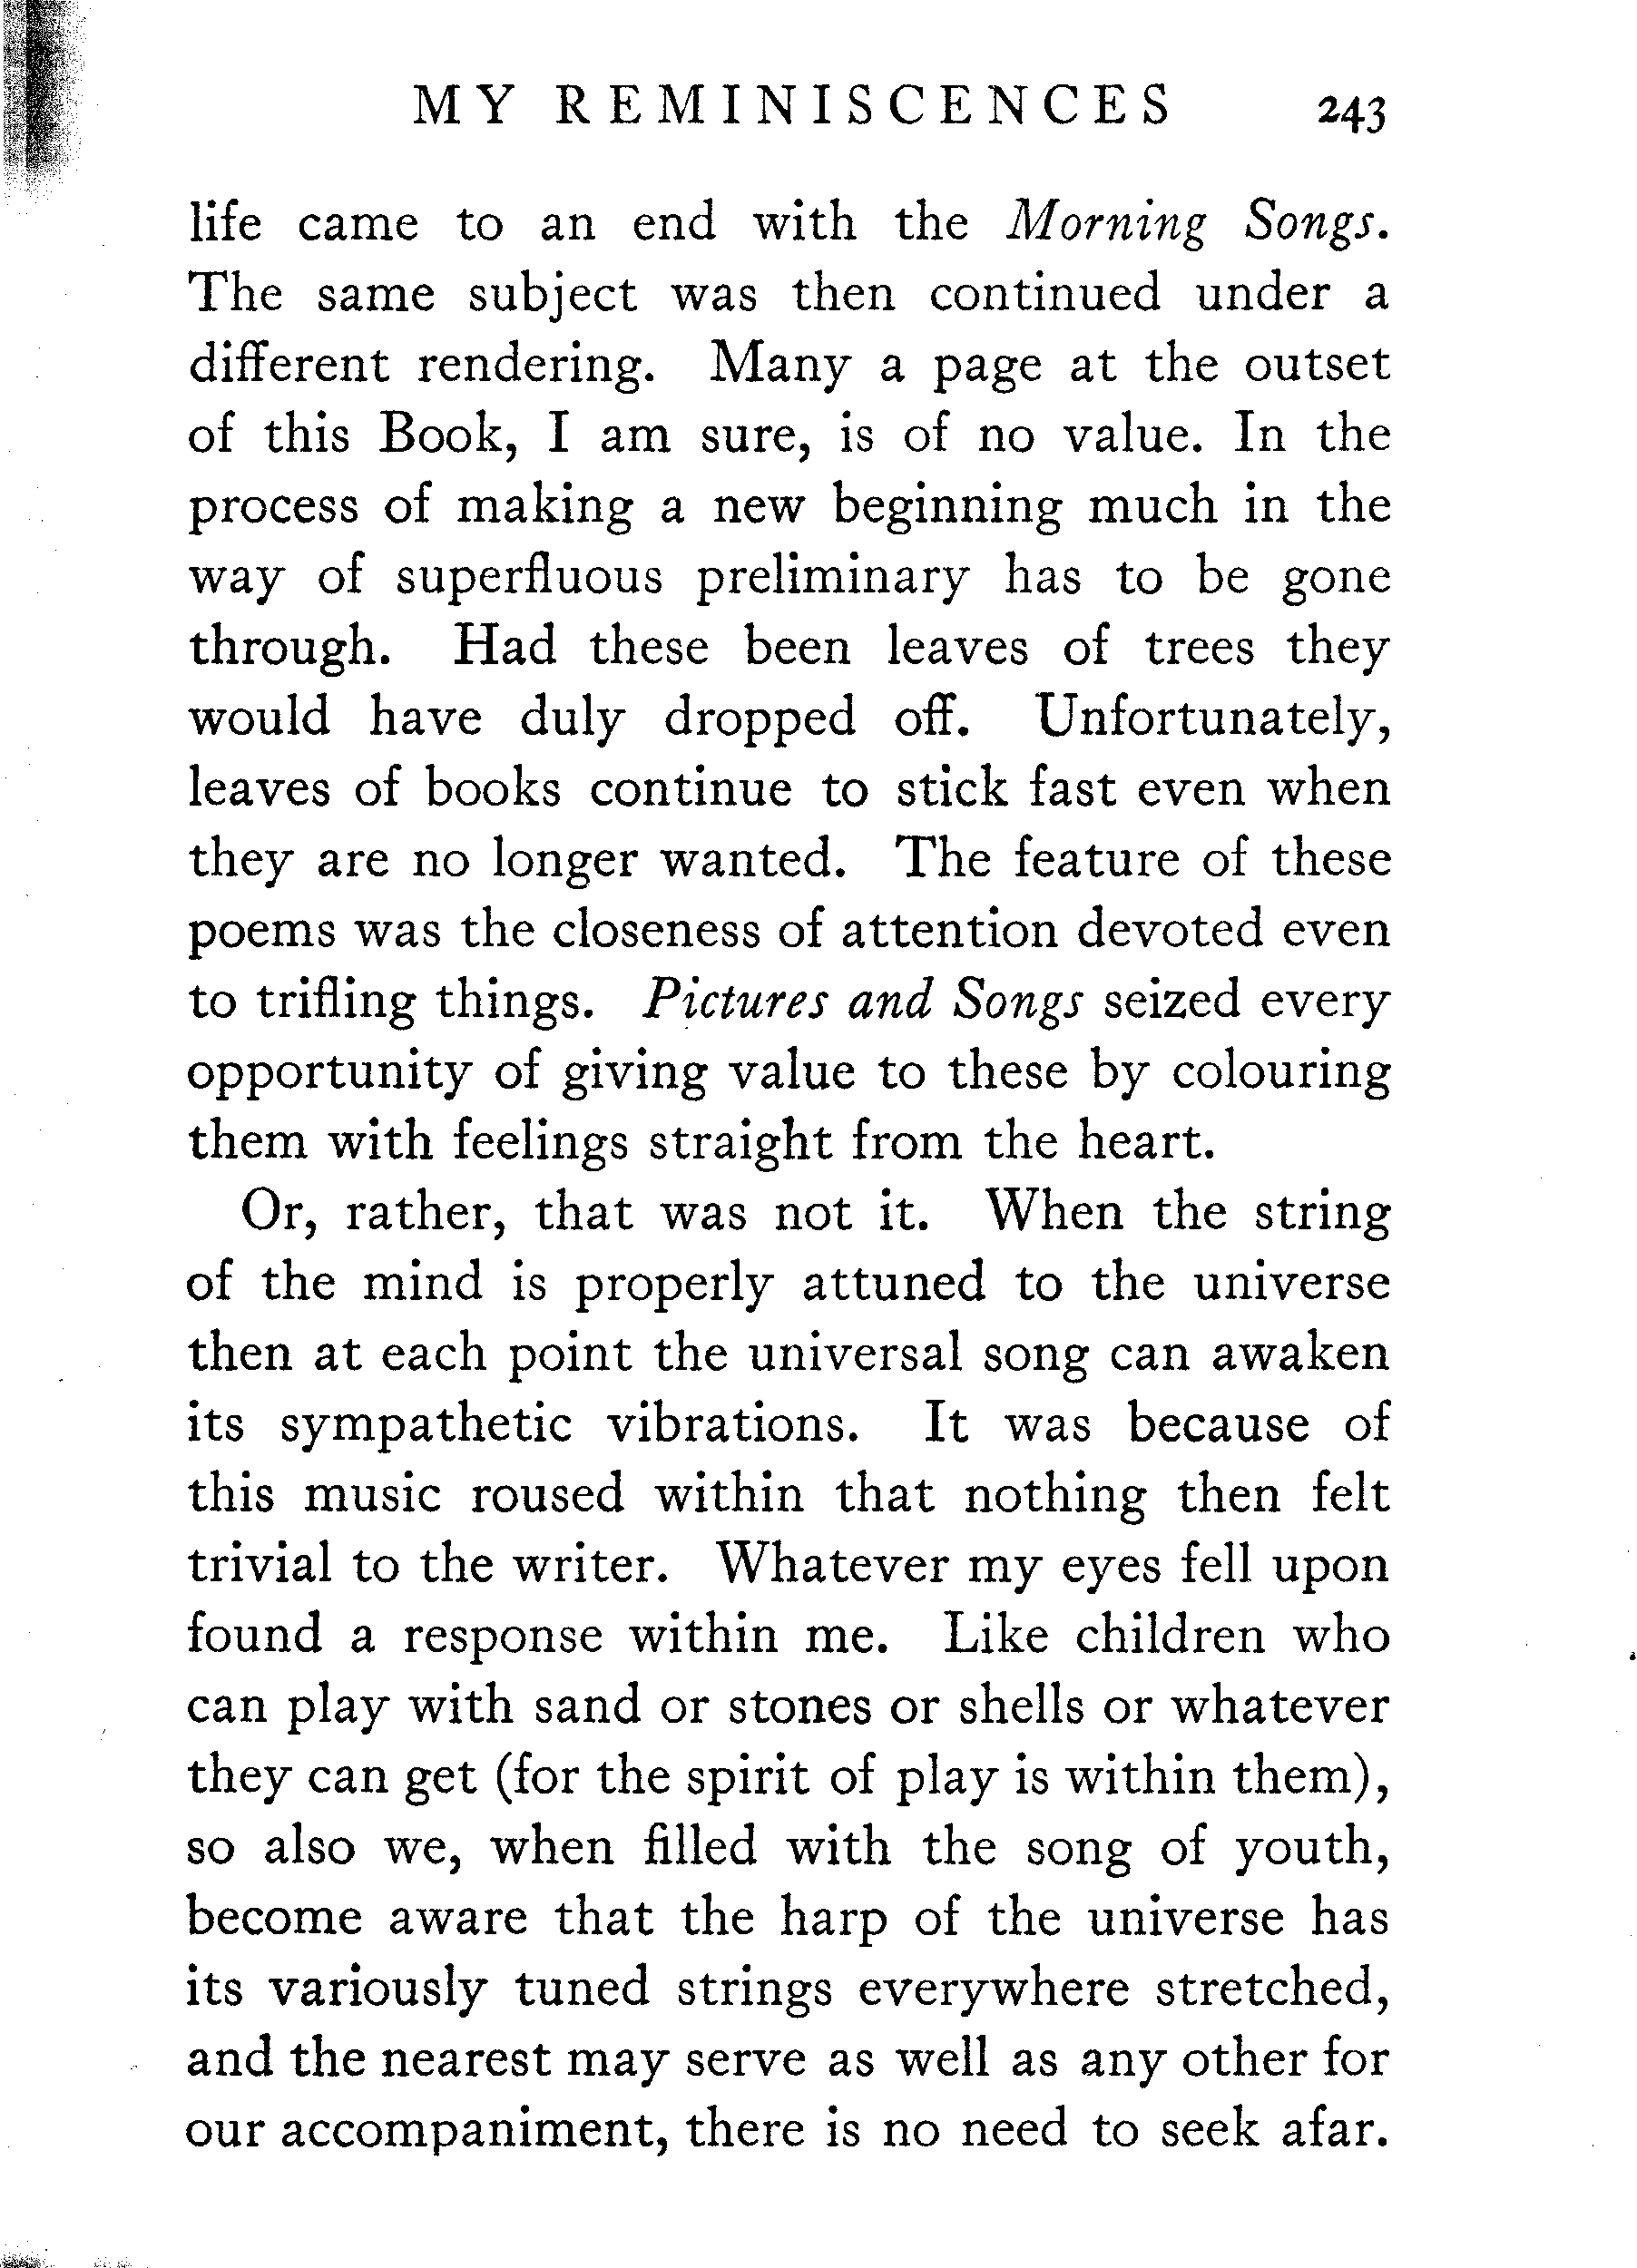 MY REMINISCENCES 243
life came to an end with the Morning Songs.
The same subject was then continued under a
different rendering. Many a page at the outset
of this Book, I am sure, is of no value. In the
process of making a new beginning much in the
way of superfluous preliminary has to be gone
through. Had these been leaves of trees they
would have duly dropped off. Unfortunately,
leaves of books continue to stick fast even when
they are no longer wanted. The feature of these
poems was the closeness of attention devoted even
to trifling things. Pictures and Songs seized every
opportunity of giving value to these by colouring
them with feelings straight from the heart.
Or, rather, that was not it. When the string
of the mind is properly attuned to the universe
then at each point the universal song can awaken
its sympathetic vibrations. It was because of
this music roused within that nothing then felt
trivial to the writer. Whatever my eyes fell upon
found a response within me. Like children who
can play with sand or stones or shells or whatever
they can get (for the spirit of play is within them),
so also we, when filled with the song of youth,
become aware that the harp of the universe has
its variously tuned strings everywhere stretched,
and the nearest may serve as well as any other for
our accompaniment, there is no need to seek afar.